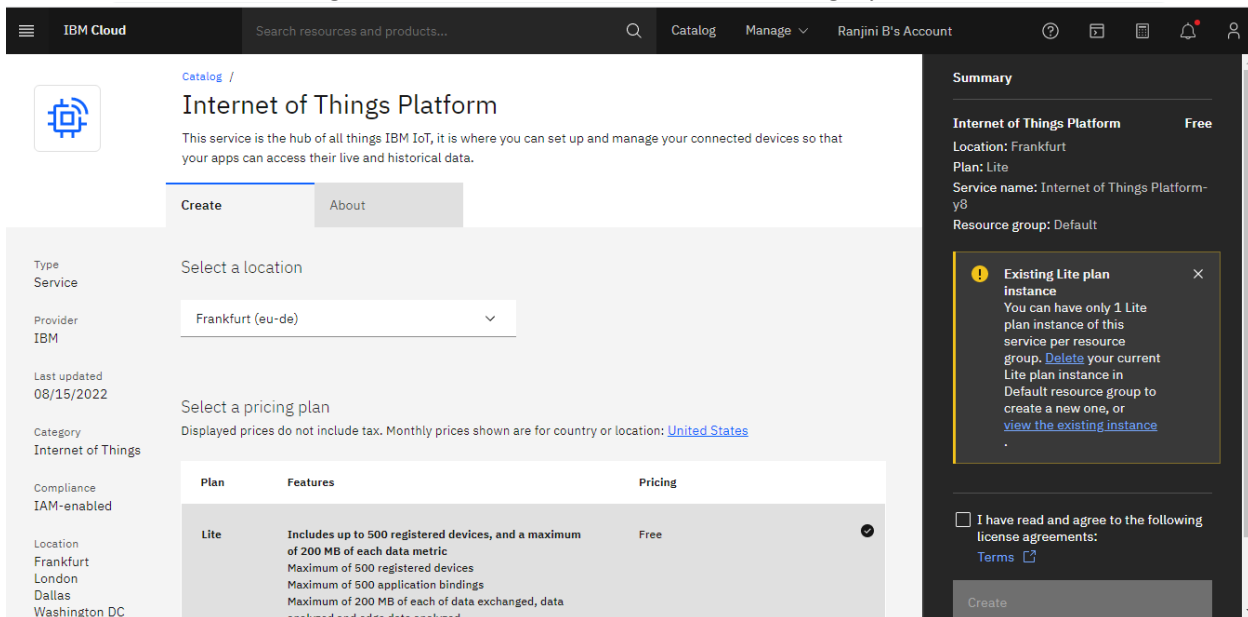 IBM Cloud
Search resources and products...
Catalog
Manage
Ranjini B's Account
Catalog /
Internet of Things Platform
This service is the hub of all things IBM IoT, it is where you can set up and manage your connected devices so that
your apps can access their live and historical data.
Create
About
Type
Service
Provider
IBM
Last updated
08/15/2022
Category
Internet of Things
Compliance
IAM-enabled
Location
Frankfurt
London
Dallas
Washington DC
Select a location
Frankfurt (eu-de)
Select a pricing plan
Displayed prices do not include tax. Monthly prices shown are for country or location: United States
Plan Features Pricing
Lite
Includes up to 500 registered devices, and a maximum
of 200 MB of each data metric
Maximum of 500 registered devices
Maximum of 500 application bindings
Maximum of 200 MB of each of data exchanged, data
analyzed and edge data analyzed
Free
Summary
Internet of Things Platform Free
Location: Frankfurt
Plan: Lite
Service name: Internet of Things Platform-
y8
Resource group: Default
Existing Lite plan
instance
You can have only 1 Lite
plan instance of this
service per resource
group. Delete your current
Lite plan instance in
Default resource group to
create a new one, or
view the existing instance
.
I have read and agree to the following
license agreements:
Terms
Create